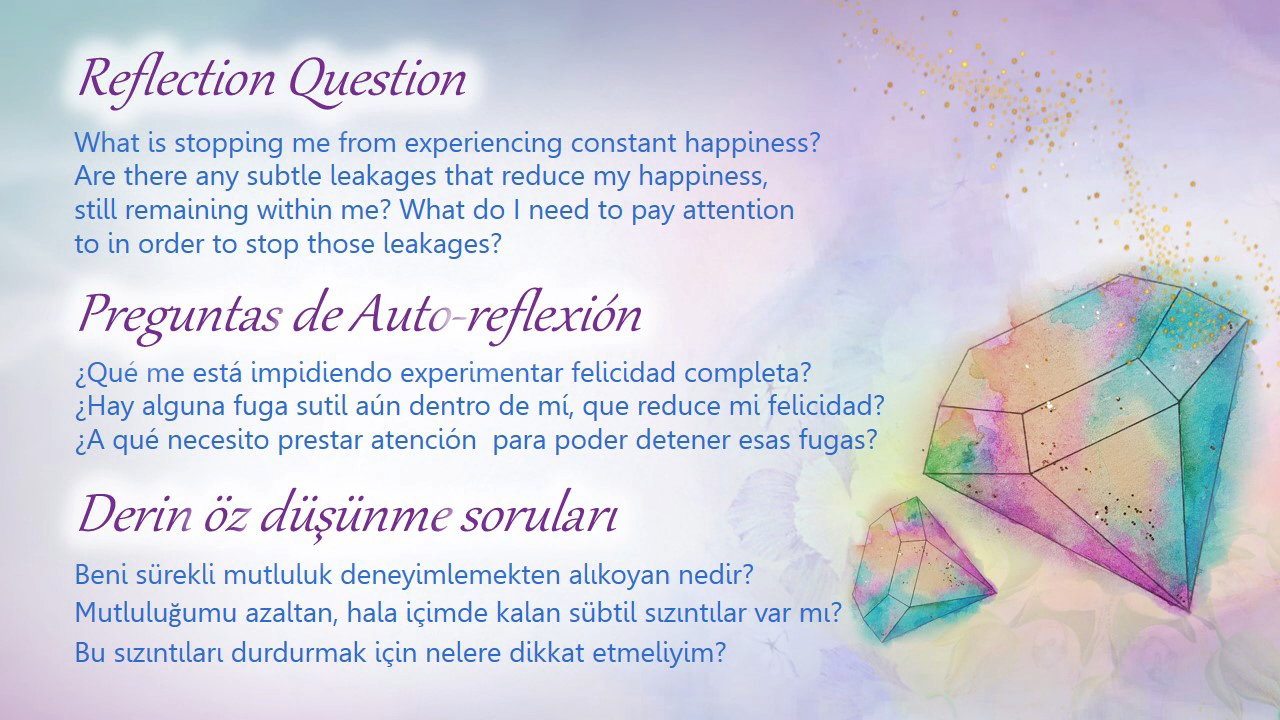 Reflection Question
What is stopping me from experiencing constant happiness?
Are there any subtle leakages that reduce my happiness,
still remaining within me? What do I need to pay attention
to in order to stop those leakages?
Preguntas de Auto-reflexión
¿Qué me está impidiendo experimentar felicidad completa?
¿Hay alguna fuga sutil aún dentro de mí, que reduce mi felicidad?
¿A qué necesito prestar atención  para poder detener esas fugas?
Derin öz düşünme soruları
Beni sürekli mutluluk deneyimlemekten alıkoyan nedir?
Mutluluğumu azaltan, hala içimde kalan sübtil sızıntılar var mı?
Bu sızıntıları durdurmak için nelere dikkat etmeliyim?